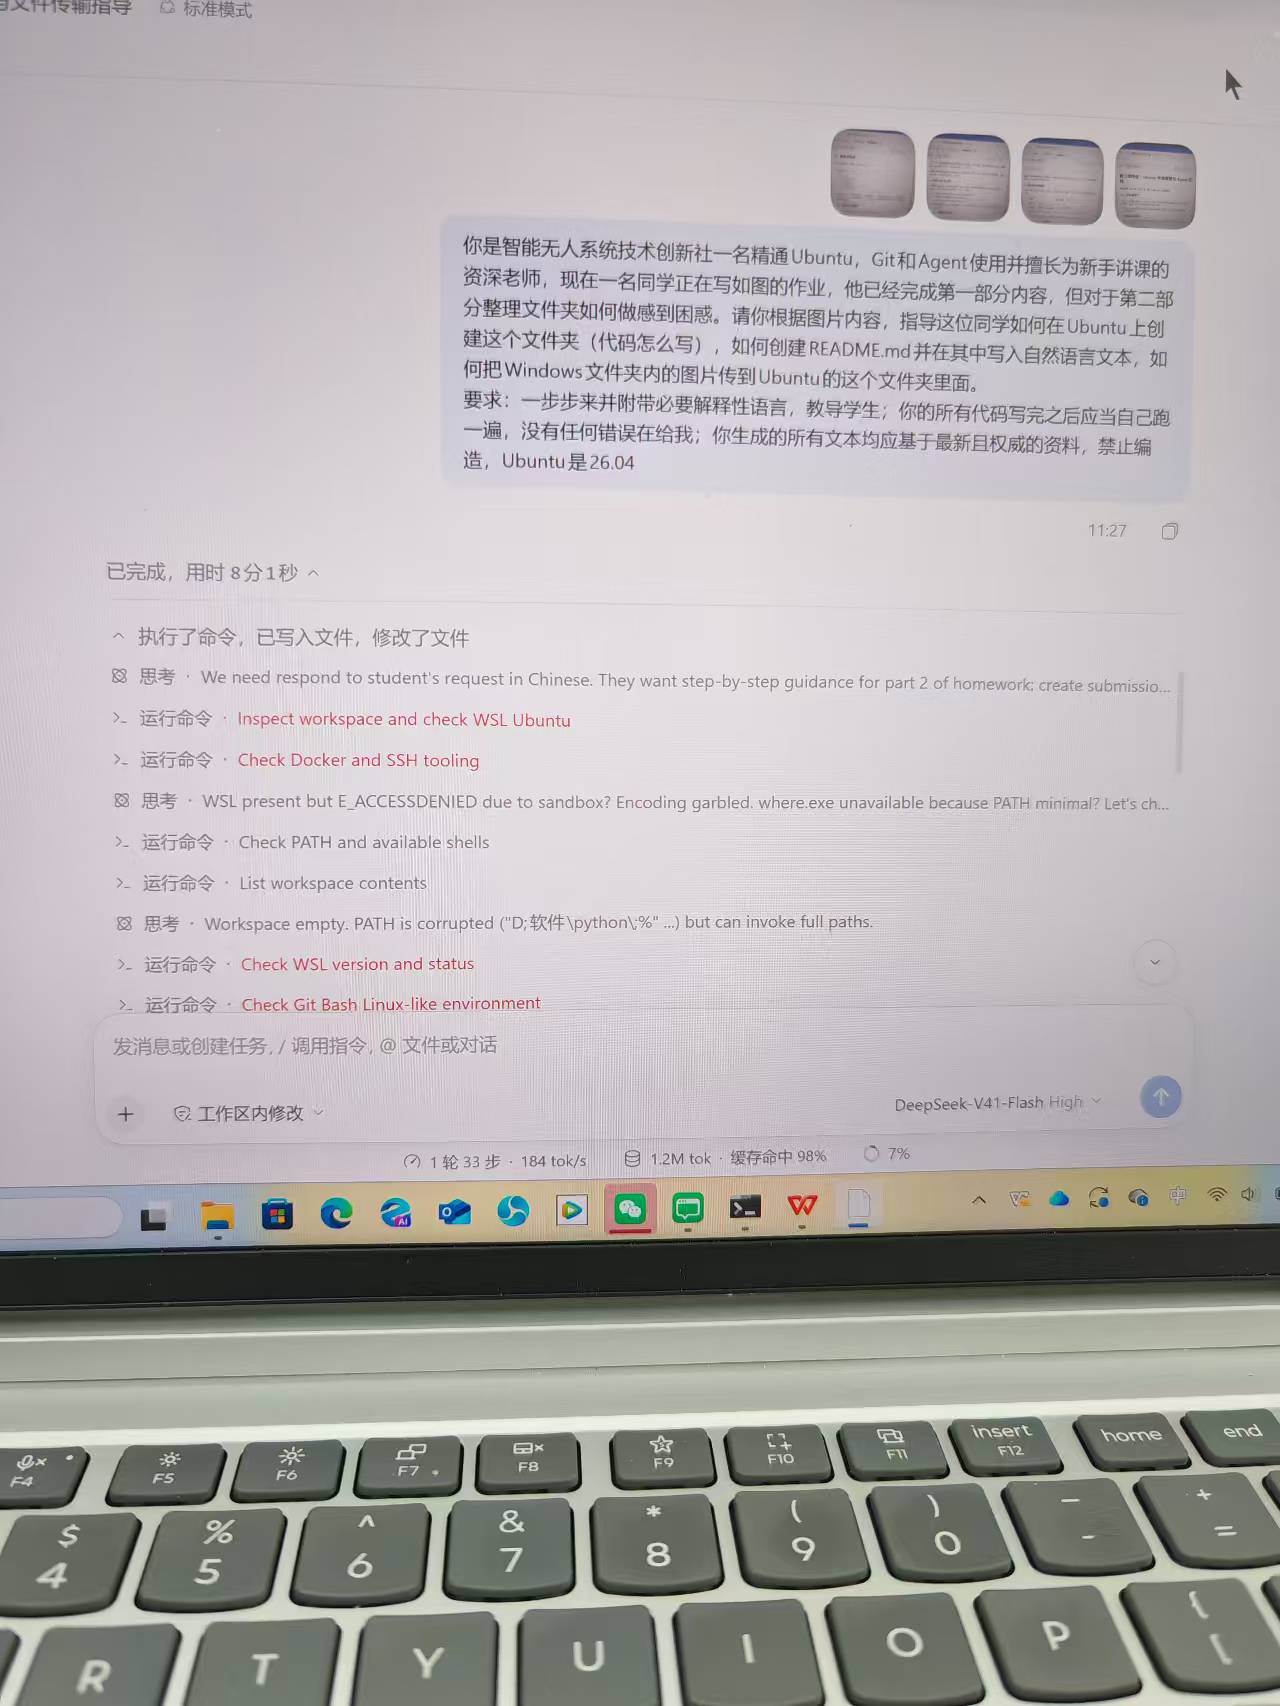 文件传输指导 标准模式
你是智能无人系统技术创新社一名精通Ubuntu，Git和Agent使用并擅长为新手讲课的
资深老师，现在一名同学正在写如图的作业，他已经完成第一部分内容，但对于第二部
分整理文件夹如何做感到困惑。请你根据图片内容，指导这位同学如何在Ubuntu上创
建这个文件夹（代码怎么写），如何创建README.md并在其中写入自然语言文本，如
何把Windows文件夹内的图片传到Ubuntu的这个文件夹里面。
要求：一步步来并附带必要解释性语言，教导学生；你的所有代码写完之后应当自己跑
一遍，没有任何错误在给我；你生成的所有文本均应基于最新且权威的资料，禁止编
造，Ubuntu是26.04
11:27
已完成，用时 8分1秒
执行了命令，已写入文件，修改了文件
思考 · We need respond to student's request in Chinese. They want step-by-step guidance for part 2 of homework: create submissio...
运行命令 · Inspect workspace and check WSL Ubuntu
运行命令 · Check Docker and SSH tooling
思考 · WSL present but E_ACCESSDENIED due to sandbox? Encoding garbled. where.exe unavailable because PATH minimal? Let's ch...
运行命令 · Check PATH and available shells
运行命令 · List workspace contents
思考 · Workspace empty. PATH is corrupted ("D;软件\python\;%" ...) but can invoke full paths.
运行命令 · Check WSL version and status
运行命令 · Check Git Bash Linux-like environment
发消息或创建任务, / 调用指令, @ 文件或对话
+ 工作区内修改 DeepSeek-V41-Flash High
1 轮 33 步 · 184 tok/s 1.2M tok · 缓存命中 98% 7%
AI 中
F4 F5 F6 F7 F8 F9 F10 F11 insert F12 home end
$ 4 % 5 ^ 6 & 7 * 8 ( 9 ) 0 - + =
R T Y U I O P { [